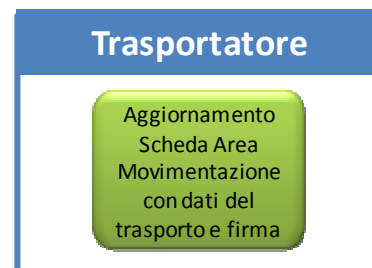 Trasportatore
Aggiornamento
Scheda Area
Movimentazione
con dati del
trasporto e firma